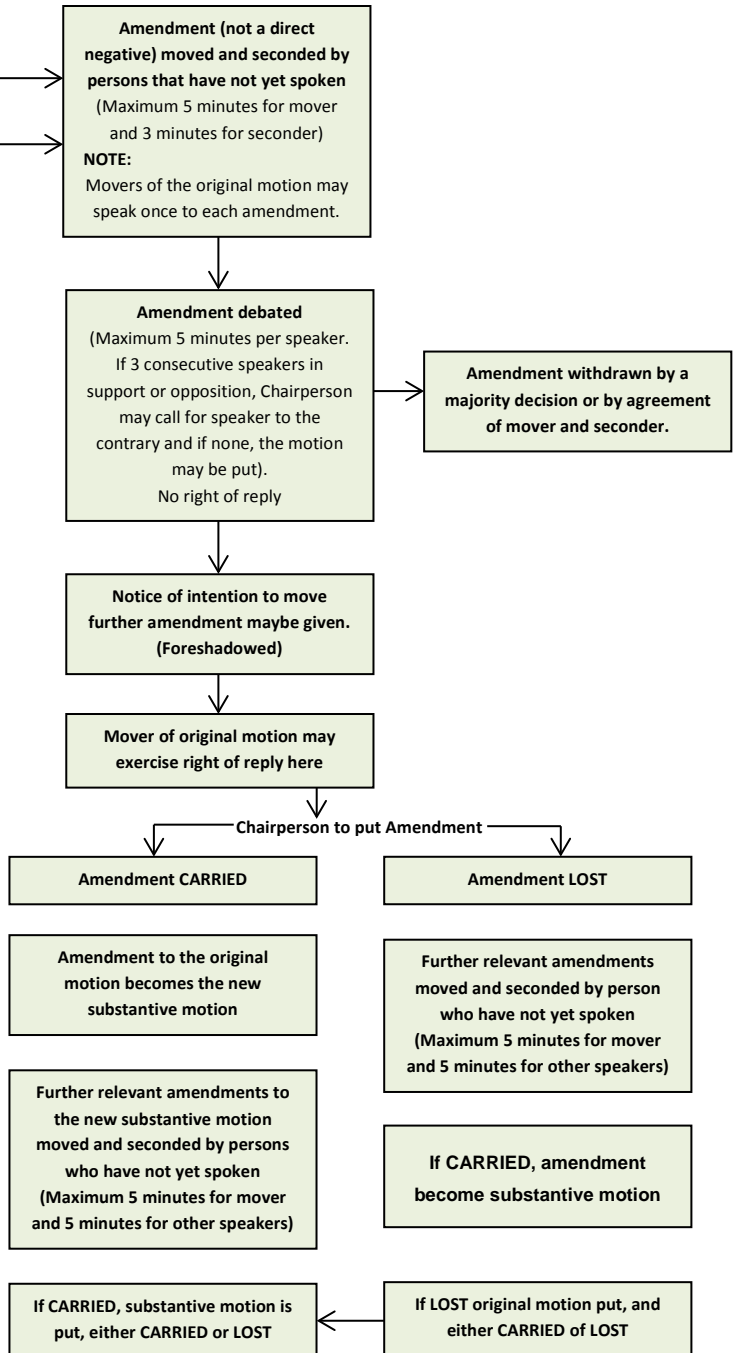 Amendment (not a direct
negative) moved and seconded by
persons that have not yet spoken
(Maximum 5 minutes for mover
and 3 minutes for seconder)
NOTE:
Movers of the original motion may
speak once to each amendment.
Amendment debated
(Maximum 5 minutes per speaker.
If 3 consecutive speakers in
support or opposition, Chairperson
may call for speaker to the
contrary and if none, the motion
may be put).
No right of reply
Amendment withdrawn by a
majority decision or by agreement
of mover and seconder.
Notice of intention to move
further amendment maybe given.
(Foreshadowed)
Mover of original motion may
exercise right of reply here
Chairperson to put Amendment
Amendment CARRIED
Amendment to the original
motion becomes the new
substantive motion
Further relevant amendments to
the new substantive motion
moved and seconded by persons
who have not yet spoken
(Maximum 5 minutes for mover
and 5 minutes for other speakers)
If CARRIED, substantive motion is
put, either CARRIED or LOST
Amendment LOST
Further relevant amendments
moved and seconded by person
who have not yet spoken
(Maximum 5 minutes for mover
and 5 minutes for other speakers)
If CARRIED, amendment
become substantive motion
If LOST original motion put, and
either CARRIED of LOST